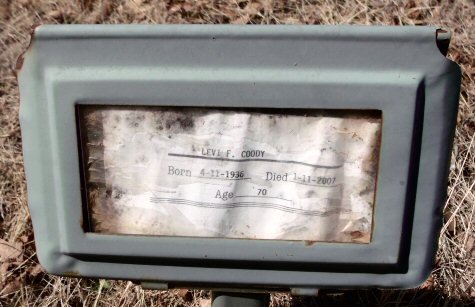 LEVI F. COODY
Born 4-11-1936 Died 1-11-2007
Age 70